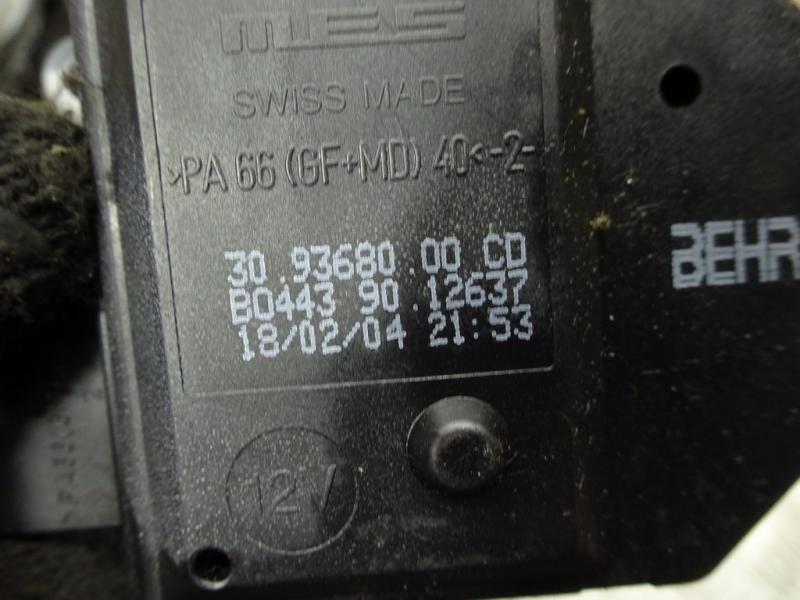 MES
SWISS MADE
>PA 66 (GF+MD) 40<-2-
30.93680.00 CD
B0443 90.12637
18/02/04 21:53
BEHR
12V